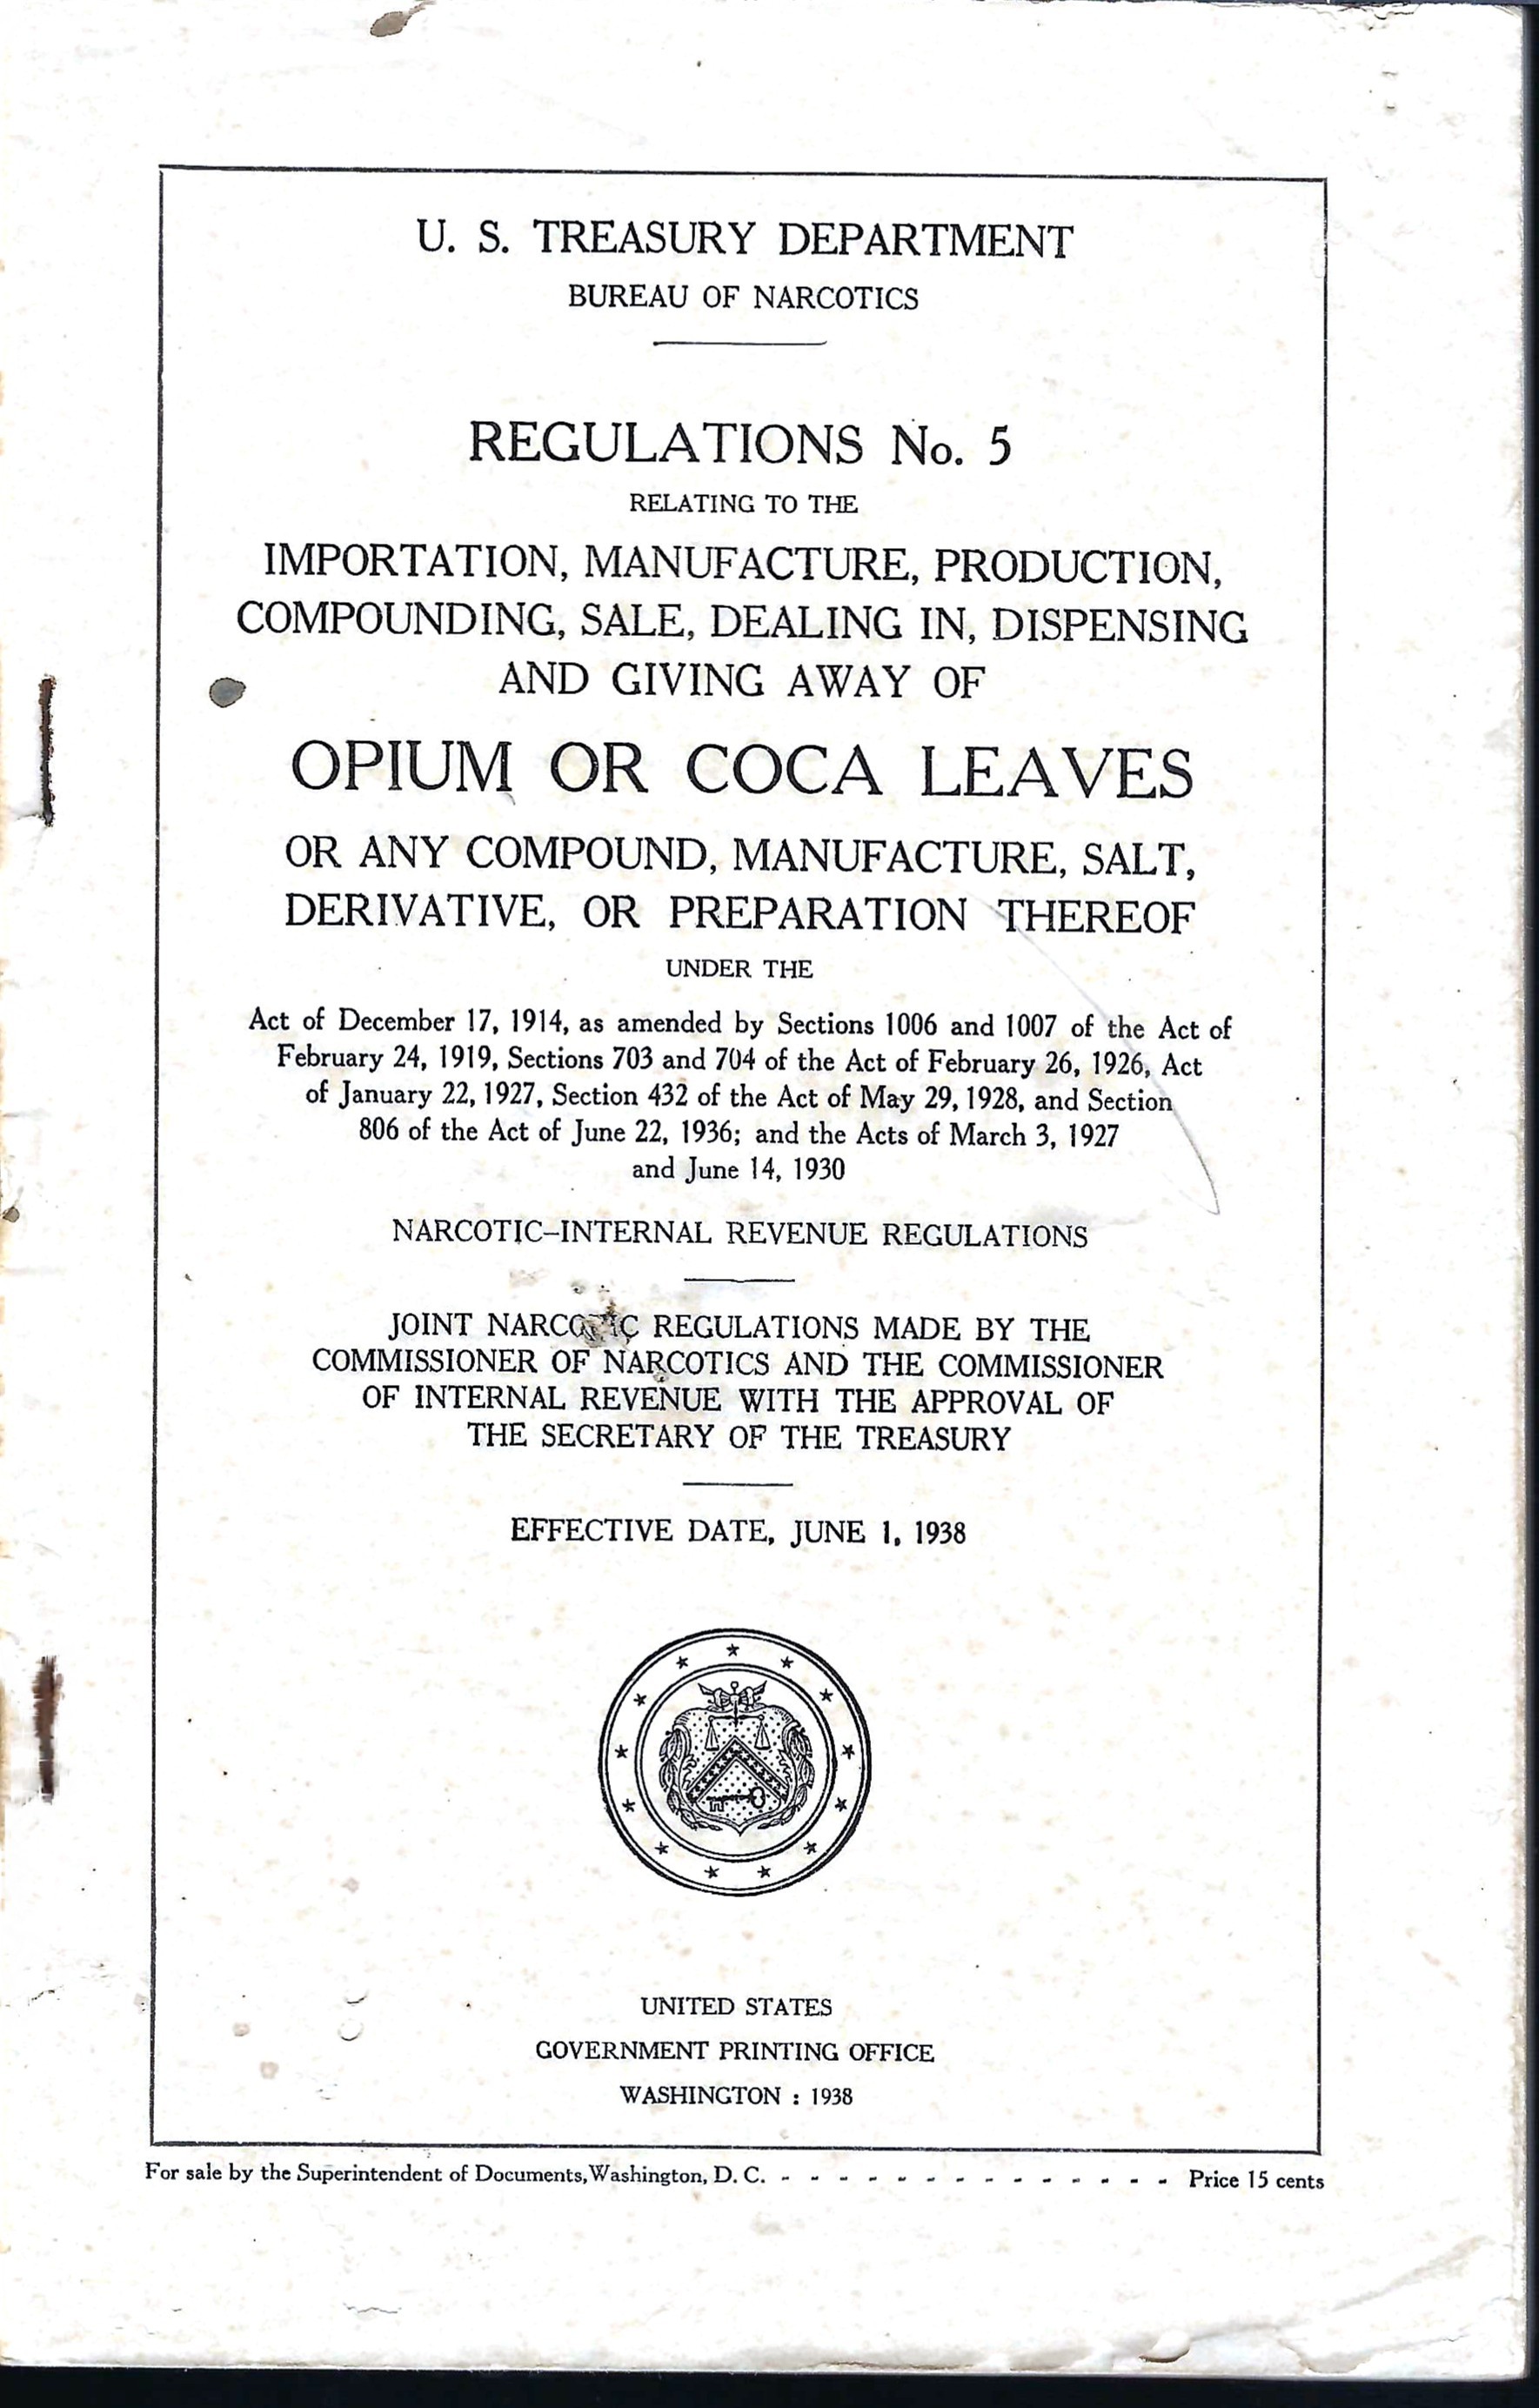 U. S. TREASURY DEPARTMENT
BUREAU OF NARCOTICS
REGULATIONS No. 5
RELATING TO THE
IMPORTATION, MANUFACTURE, PRODUCTION,
COMPOUNDING, SALE, DEALING IN, DISPENSING
AND GIVING AWAY OF
OPIUM OR COCA LEAVES
OR ANY COMPOUND, MANUFACTURE, SALT,
DERIVATIVE, OR PREPARATION THEREOF
UNDER THE
Act of December 17, 1914, as amended by Sections 1006 and 1007 of the Act of
February 24, 1919, Sections 703 and 704 of the Act of February 26, 1926, Act
of January 22, 1927, Section 432 of the Act of May 29, 1928, and Section
806 of the Act of June 22, 1936; and the Acts of March 3, 1927
and June 14, 1930
NARCOTIC–INTERNAL REVENUE REGULATIONS
JOINT NARCOTIC REGULATIONS MADE BY THE
COMMISSIONER OF NARCOTICS AND THE COMMISSIONER
OF INTERNAL REVENUE WITH THE APPROVAL OF
THE SECRETARY OF THE TREASURY
EFFECTIVE DATE, JUNE 1, 1938
UNITED STATES
GOVERNMENT PRINTING OFFICE
WASHINGTON : 1938
For sale by the Superintendent of Documents, Washington, D. C. - - - - - - - - - - - - - - Price 15 cents